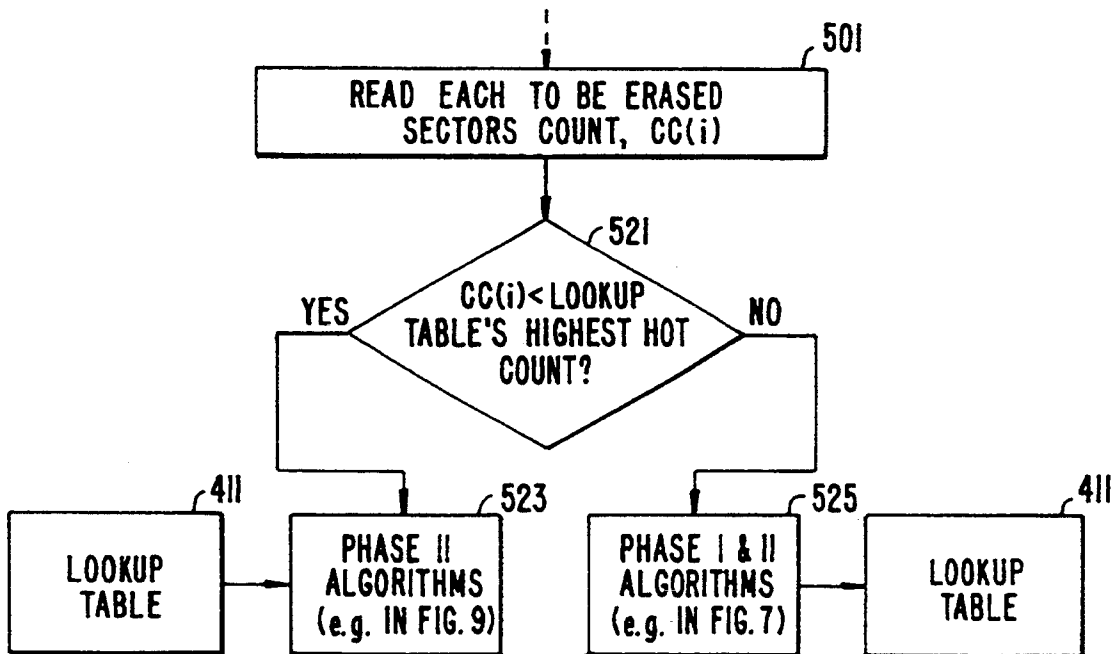 501
READ EACH TO BE ERASED
SECTORS COUNT, CC(i)
521
CC(i)<LOOKUP
TABLE'S HIGHEST HOT
COUNT?
YES
NO
411
LOOKUP
TABLE
523
PHASE II
ALGORITHMS
(e.g. IN FIG. 9)
525
PHASE I & II
ALGORITHMS
(e.g. IN FIG. 7)
411
LOOKUP
TABLE